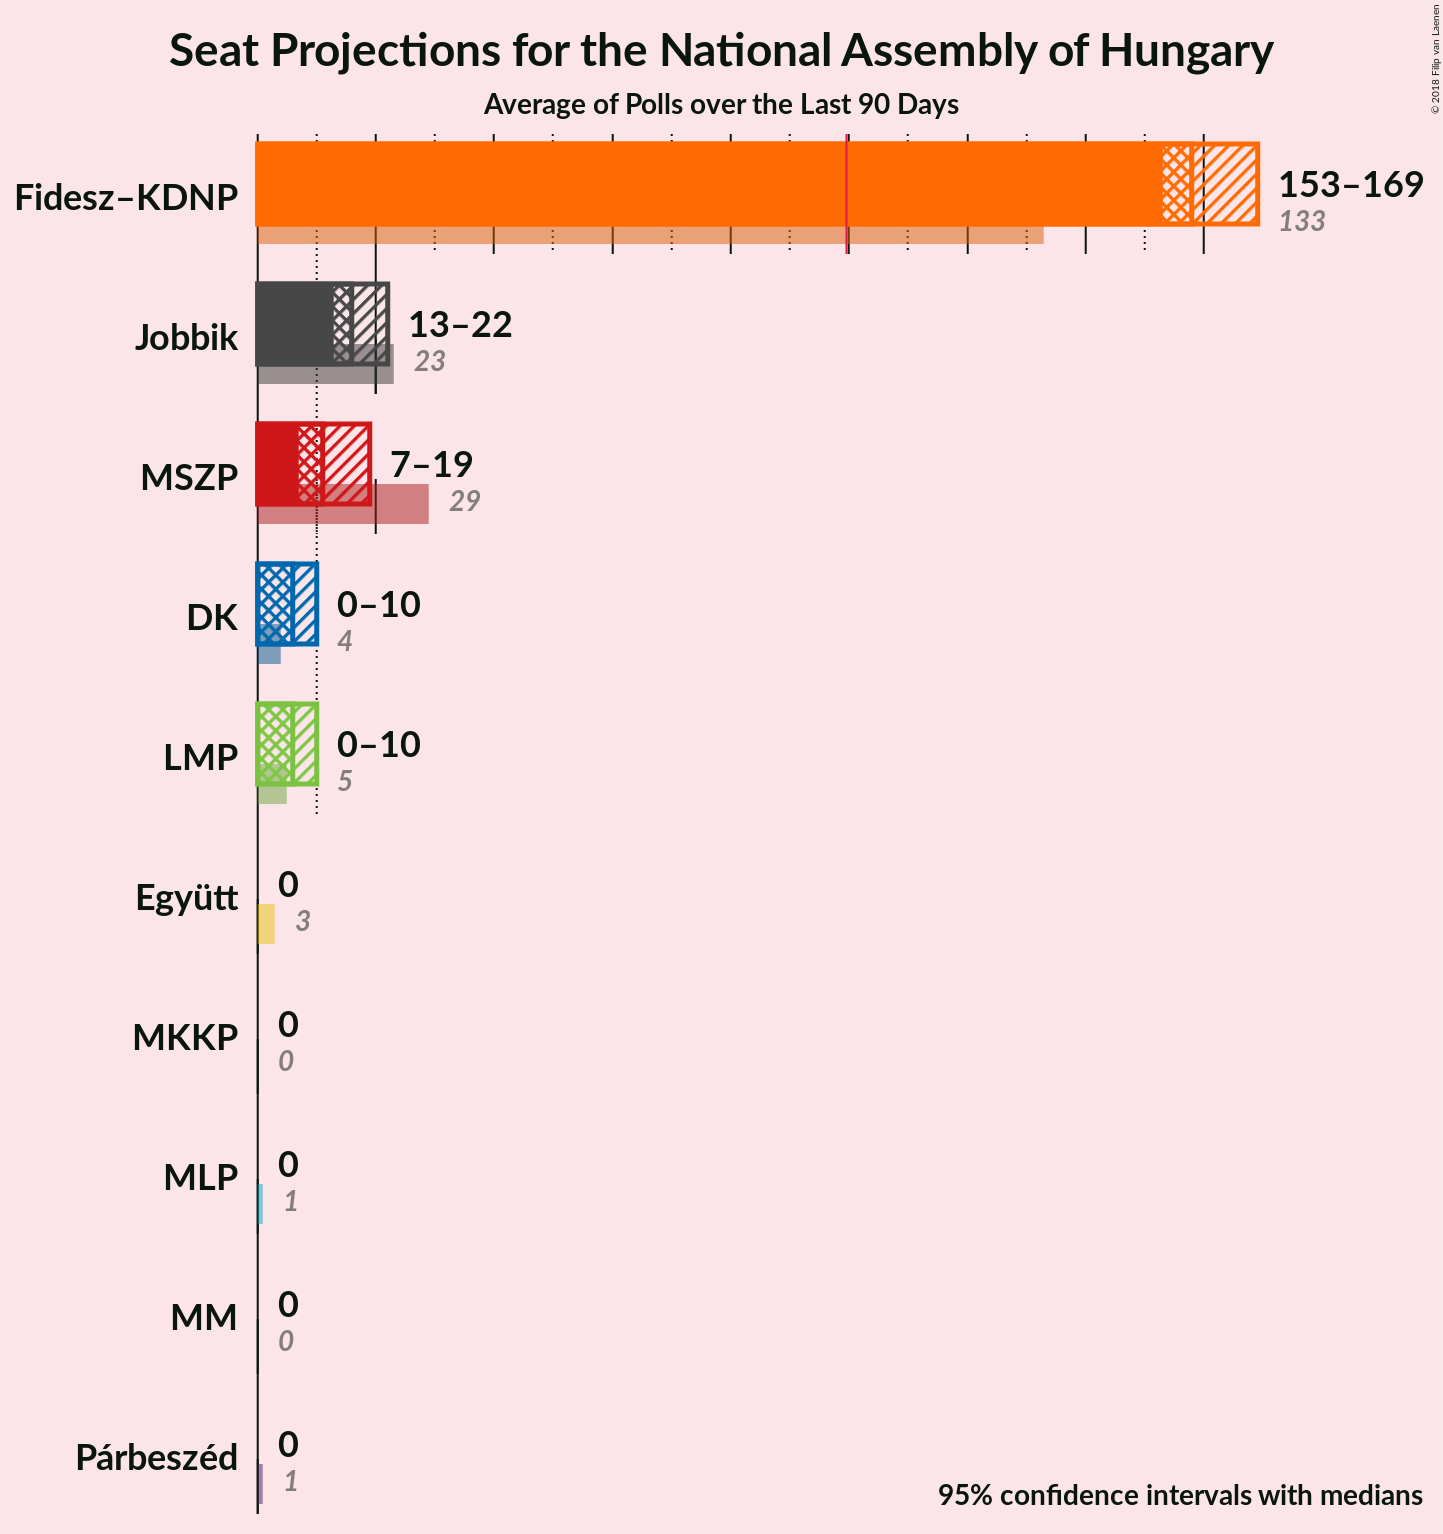 Seat Projections for the National Assembly of Hungary
Average of Polls over the Last 90 Days
© 2018 Filip van Laenen
Fidesz–KDNP
153–169
133
Jobbik
13–22
23
MSZP
7–19
29
DK
0–10
4
LMP
0–10
5
Együtt
0
3
MKKP
0
0
MLP
0
1
MM
0
0
Párbeszéd
0
1
95% confidence intervals with medians